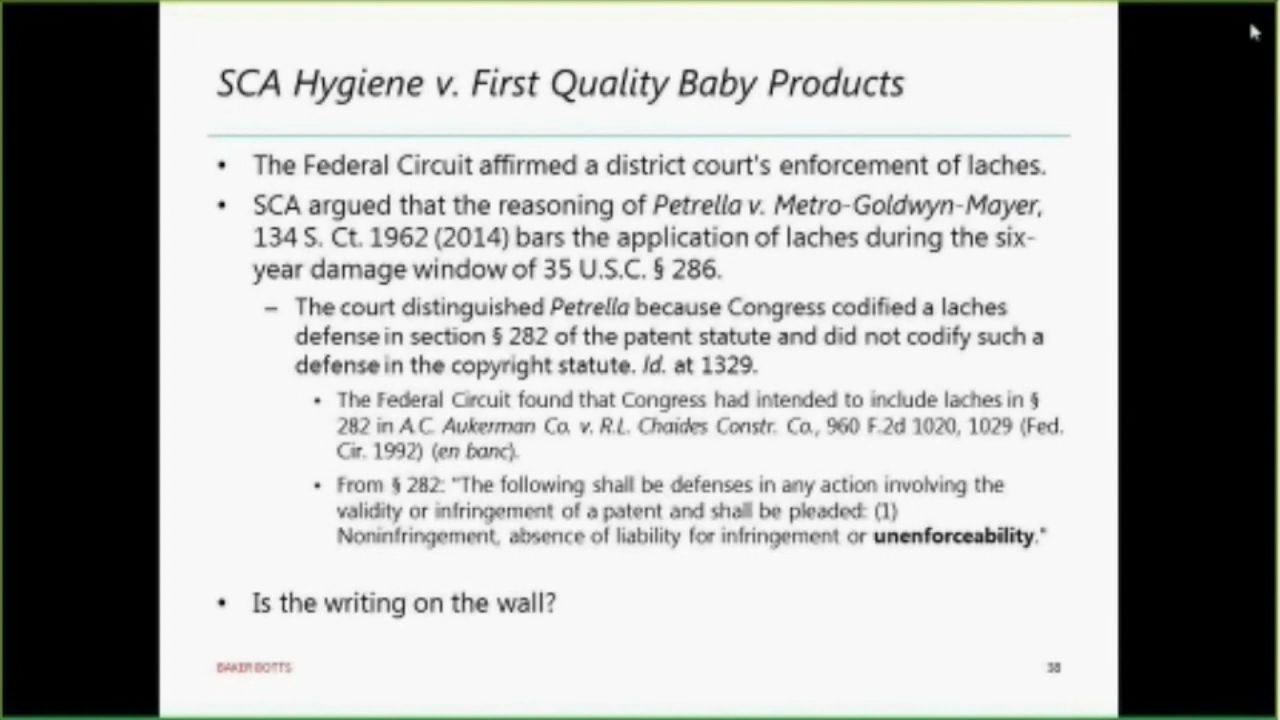 SCA Hygiene v. First Quality Baby Products
• The Federal Circuit affirmed a district court's enforcement of laches.
• SCA argued that the reasoning of Petrella v. Metro-Goldwyn-Mayer,
134 S. Ct. 1962 (2014) bars the application of laches during the six-
year damage window of 35 U.S.C. § 286.
– The court distinguished Petrella because Congress codified a laches
defense in section § 282 of the patent statute and did not codify such a
defense in the copyright statute. Id. at 1329.
• The Federal Circuit found that Congress had intended to include laches in §
282 in A.C. Aukerman Co. v. R.L. Chaides Constr. Co., 960 F.2d 1020, 1029 (Fed.
Cir. 1992) (en banc).
• From § 282: "The following shall be defenses in any action involving the
validity or infringement of a patent and shall be pleaded: (1)
Noninfringement, absence of liability for infringement or unenforceability."
• Is the writing on the wall?
BAKER BOTTS
38